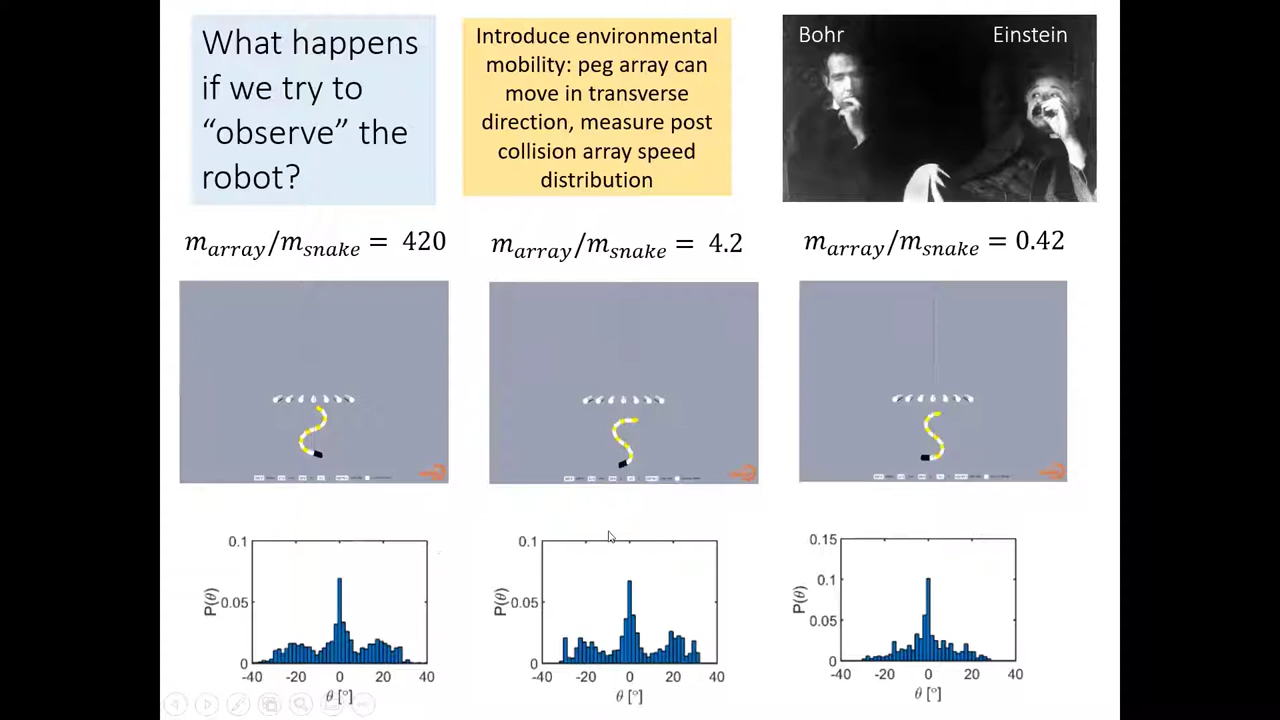 What happens
if we try to
“observe” the
robot?
Introduce environmental
mobility: peg array can
move in transverse
direction, measure post
collision array speed
distribution
Bohr
Einstein
m_array/m_snake = 420
m_array/m_snake = 4.2
m_array/m_snake = 0.42
0.1
0.05
0
P(θ)
-40 -20 0 20 40
θ [°]
0.1
0.05
0
P(θ)
-40 -20 0 20 40
θ [°]
0.15
0.1
0.05
0
P(θ)
-40 -20 0 20 40
θ [°]